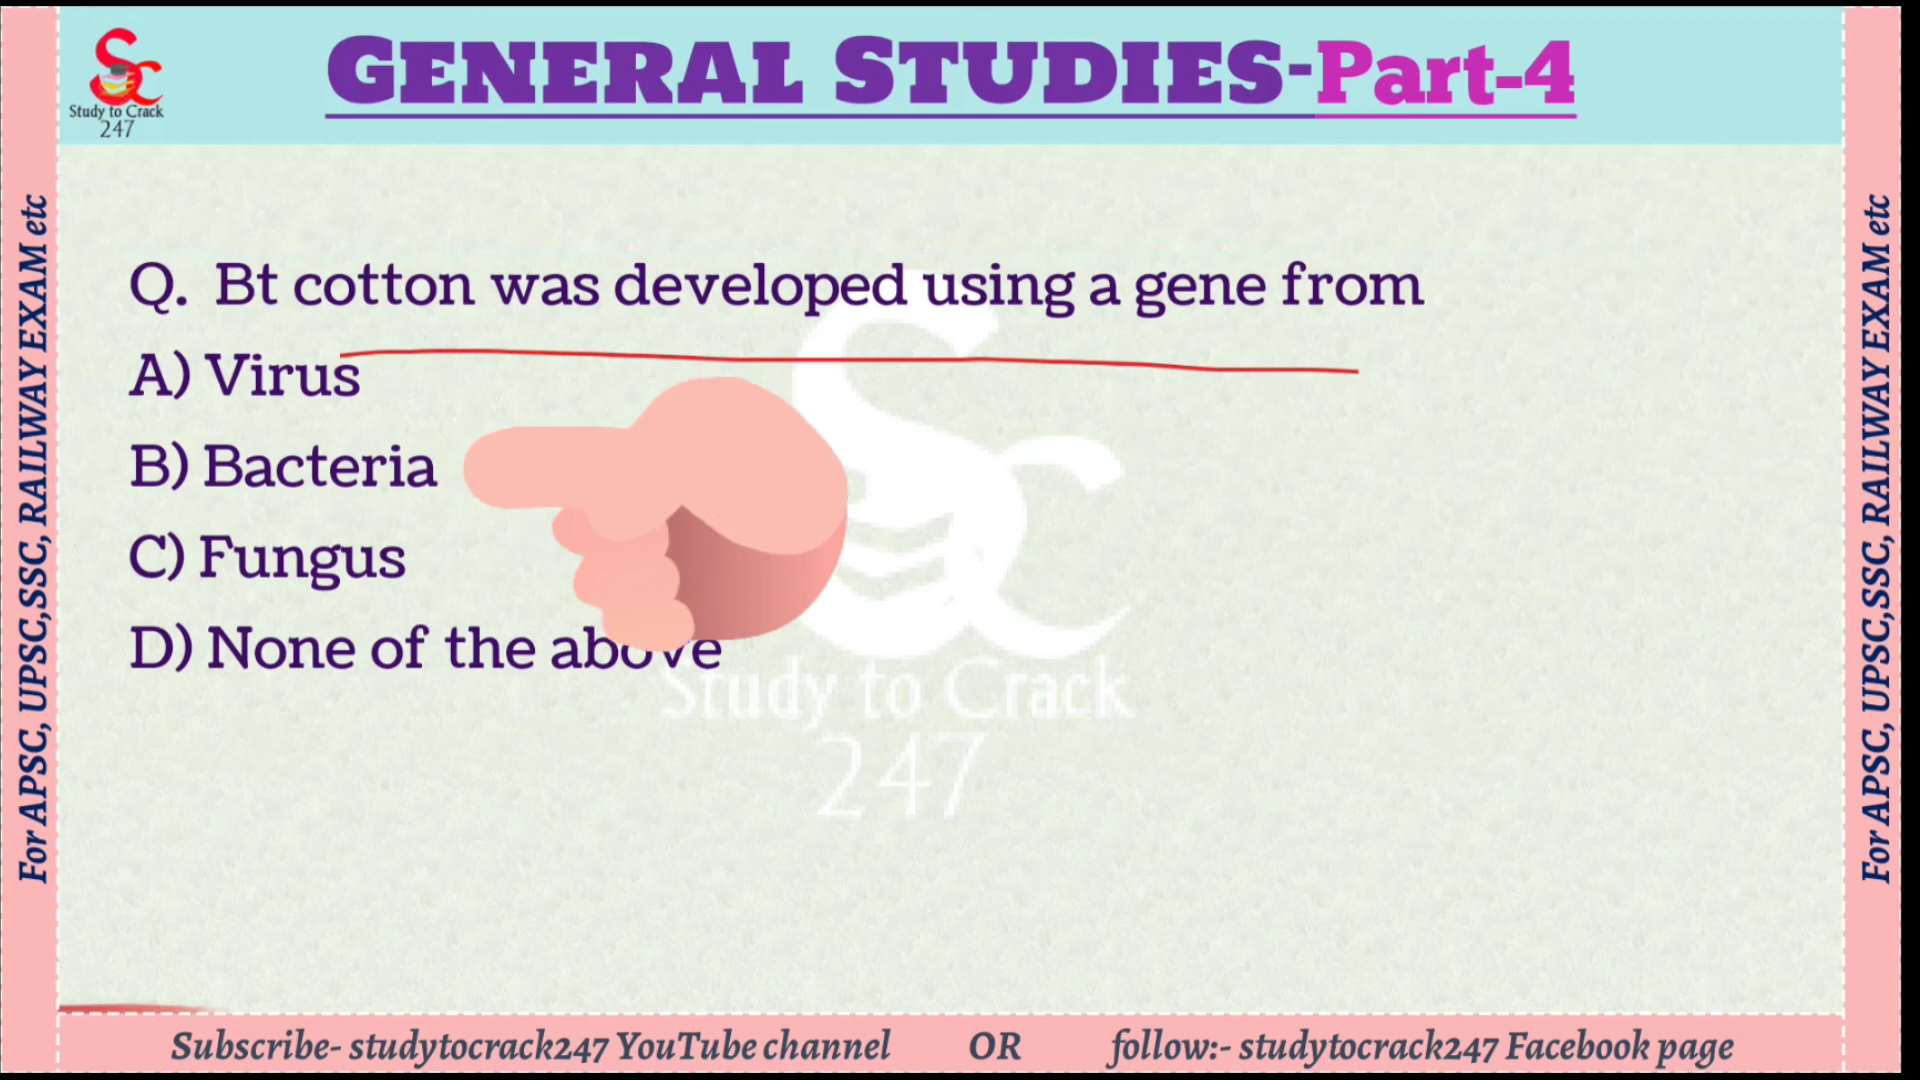 GENERAL STUDIES-Part-4
Study to Crack
247
For APSC, UPSC,SSC, RAILWAY EXAM etc
Q. Bt cotton was developed using a gene from
A) Virus
B) Bacteria
C) Fungus
D) None of the above
Study to Crack
247
For APSC, UPSC,SSC, RAILWAY EXAM etc
Subscribe- studytocrack247 YouTube channel OR follow:- studytocrack247 Facebook page